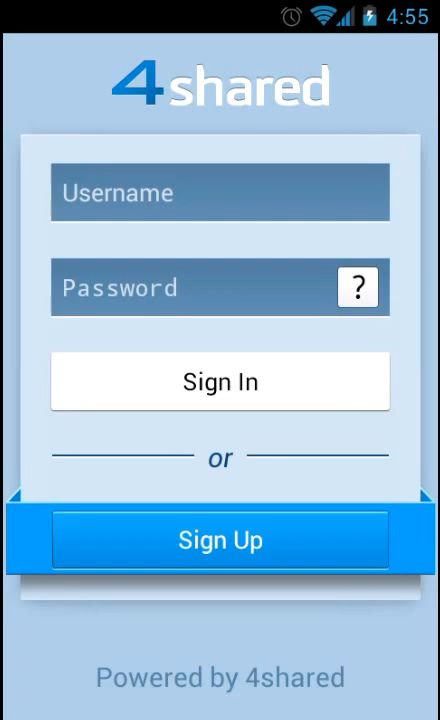 4:55
4shared
Username
Password
?
Sign In
or
Sign Up
Powered by 4shared